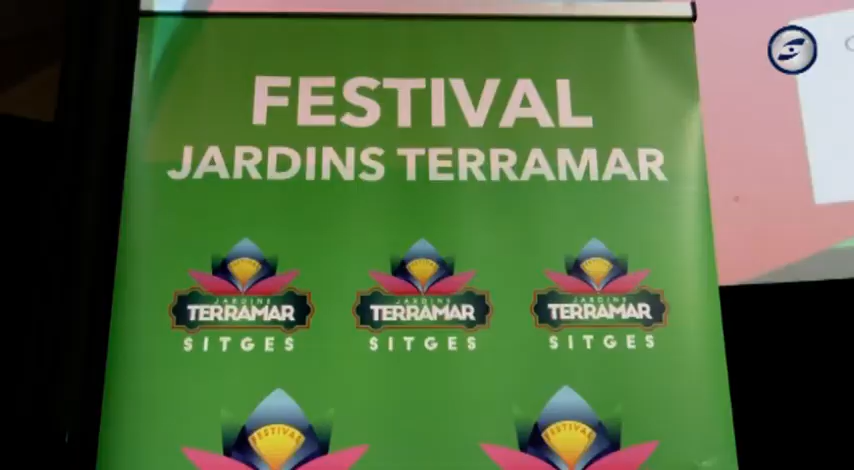 FESTIVAL
JARDINS TERRAMAR
JARDINS
TERRAMAR
SITGES
JARDINS
TERRAMAR
SITGES
JARDINS
TERRAMAR
SITGES
FESTIVAL
FESTIVAL